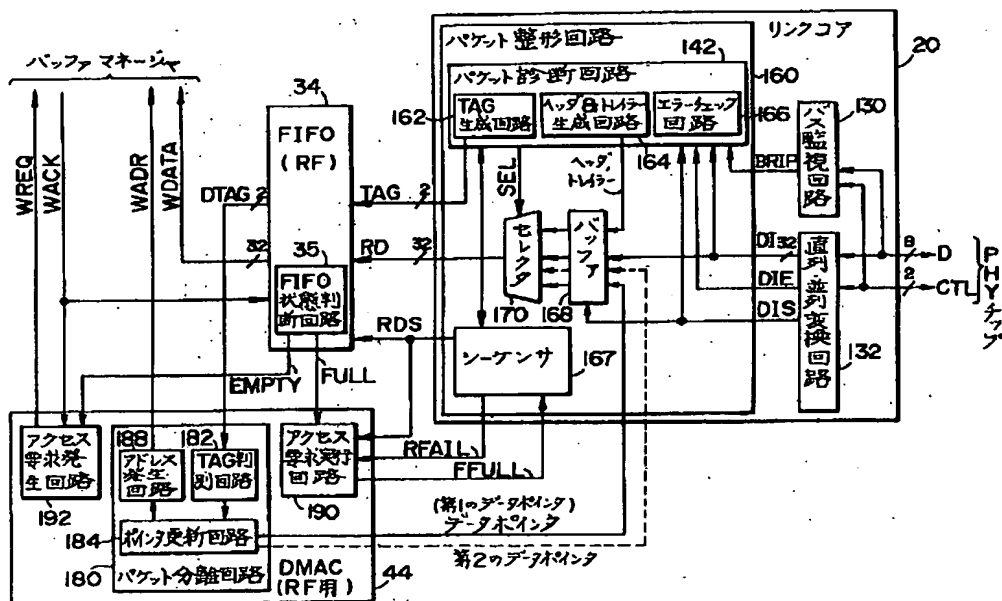 バッファ マネージャ
WREQ
WACK
WADR
WDATA
34
FIFO
(RF)
DTAG 2
32
35
FIFO
状態判
断回路
EMPTY
FULL
TAG 2
RD 32
RDS
リンクコア
20
パケット整形回路
142
160
パケット診断回路
162
TAG
生成回路
ヘッダ&トレイラー
生成回路
164
エラーチェック
回路
166
SEL
ヘッダ,
トレイラー
セレクタ
170
バッファ
168
シーケンサ
167
130
バス監視回路
BRIP
DI 32
DIE
DIS
直列・並列変換回路
132
8
D
2
CTL
PHYチップ
アクセス
要求発
生回路
192
188
アドレス
発生
回路
182
TAG判
別回路
184
ポインタ更新回路
180
パケット分離回路
アクセス
要求実行
回路
190
RFAIL
FFULL
(第1のデータポインタ)
データポインタ
第2のデータポインタ
DMAC
(RF用)
44